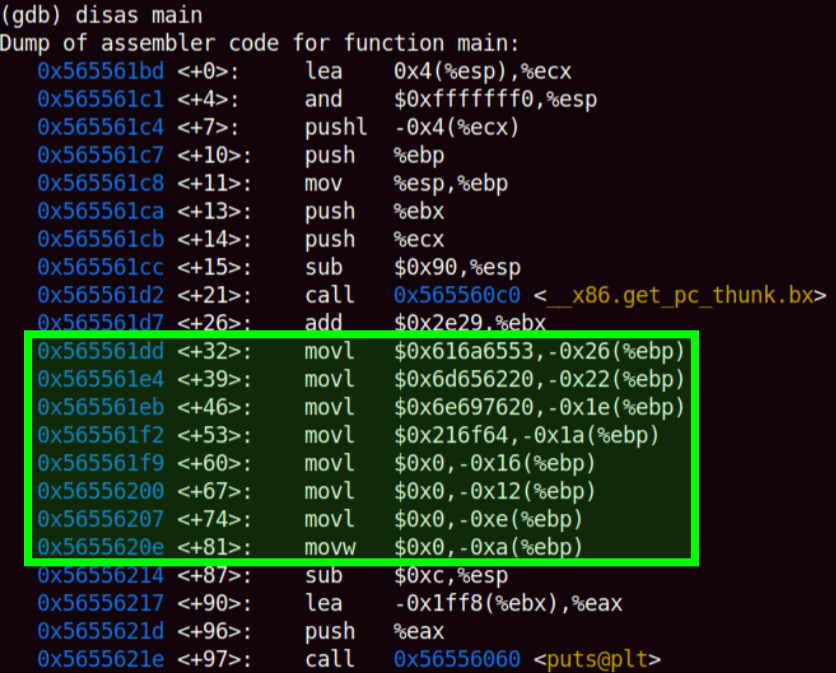 (gdb) disas main
Dump of assembler code for function main:
0x565561bd <+0>: lea 0x4(%esp),%ecx
0x565561c1 <+4>: and $0xfffffff0,%esp
0x565561c4 <+7>: pushl -0x4(%ecx)
0x565561c7 <+10>: push %ebp
0x565561c8 <+11>: mov %esp,%ebp
0x565561ca <+13>: push %ebx
0x565561cb <+14>: push %ecx
0x565561cc <+15>: sub $0x90,%esp
0x565561d2 <+21>: call 0x565560c0 <__x86.get_pc_thunk.bx>
0x565561d7 <+26>: add $0x2e29,%ebx
0x565561dd <+32>: movl $0x616a6553,-0x26(%ebp)
0x565561e4 <+39>: movl $0x6d656220,-0x22(%ebp)
0x565561eb <+46>: movl $0x6e697620,-0x1e(%ebp)
0x565561f2 <+53>: movl $0x216f64,-0x1a(%ebp)
0x565561f9 <+60>: movl $0x0,-0x16(%ebp)
0x56556200 <+67>: movl $0x0,-0x12(%ebp)
0x56556207 <+74>: movl $0x0,-0xe(%ebp)
0x5655620e <+81>: movw $0x0,-0xa(%ebp)
0x56556214 <+87>: sub $0xc,%esp
0x56556217 <+90>: lea -0x1ff8(%ebx),%eax
0x5655621d <+96>: push %eax
0x5655621e <+97>: call 0x56556060 <puts@plt>